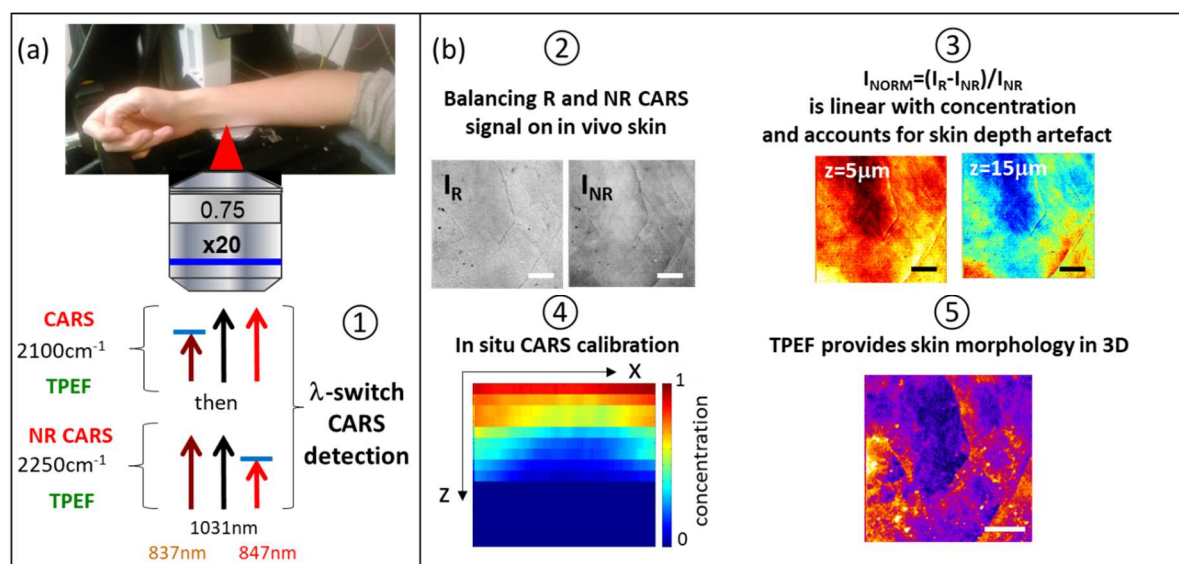 (a)
0.75
x20
CARS
2100cm⁻¹
TPEF
then
NR CARS
2250cm⁻¹
TPEF
1031nm
837nm 847nm
①
λ-switch
CARS
detection
(b)
②
Balancing R and NR CARS
signal on in vivo skin
I_R
I_NR
③
I_NORM=(I_R-I_NR)/I_NR
is linear with concentration
and accounts for skin depth artefact
z=5μm
z=15μm
④
In situ CARS calibration
X
Z
1
0
concentration
⑤
TPEF provides skin morphology in 3D